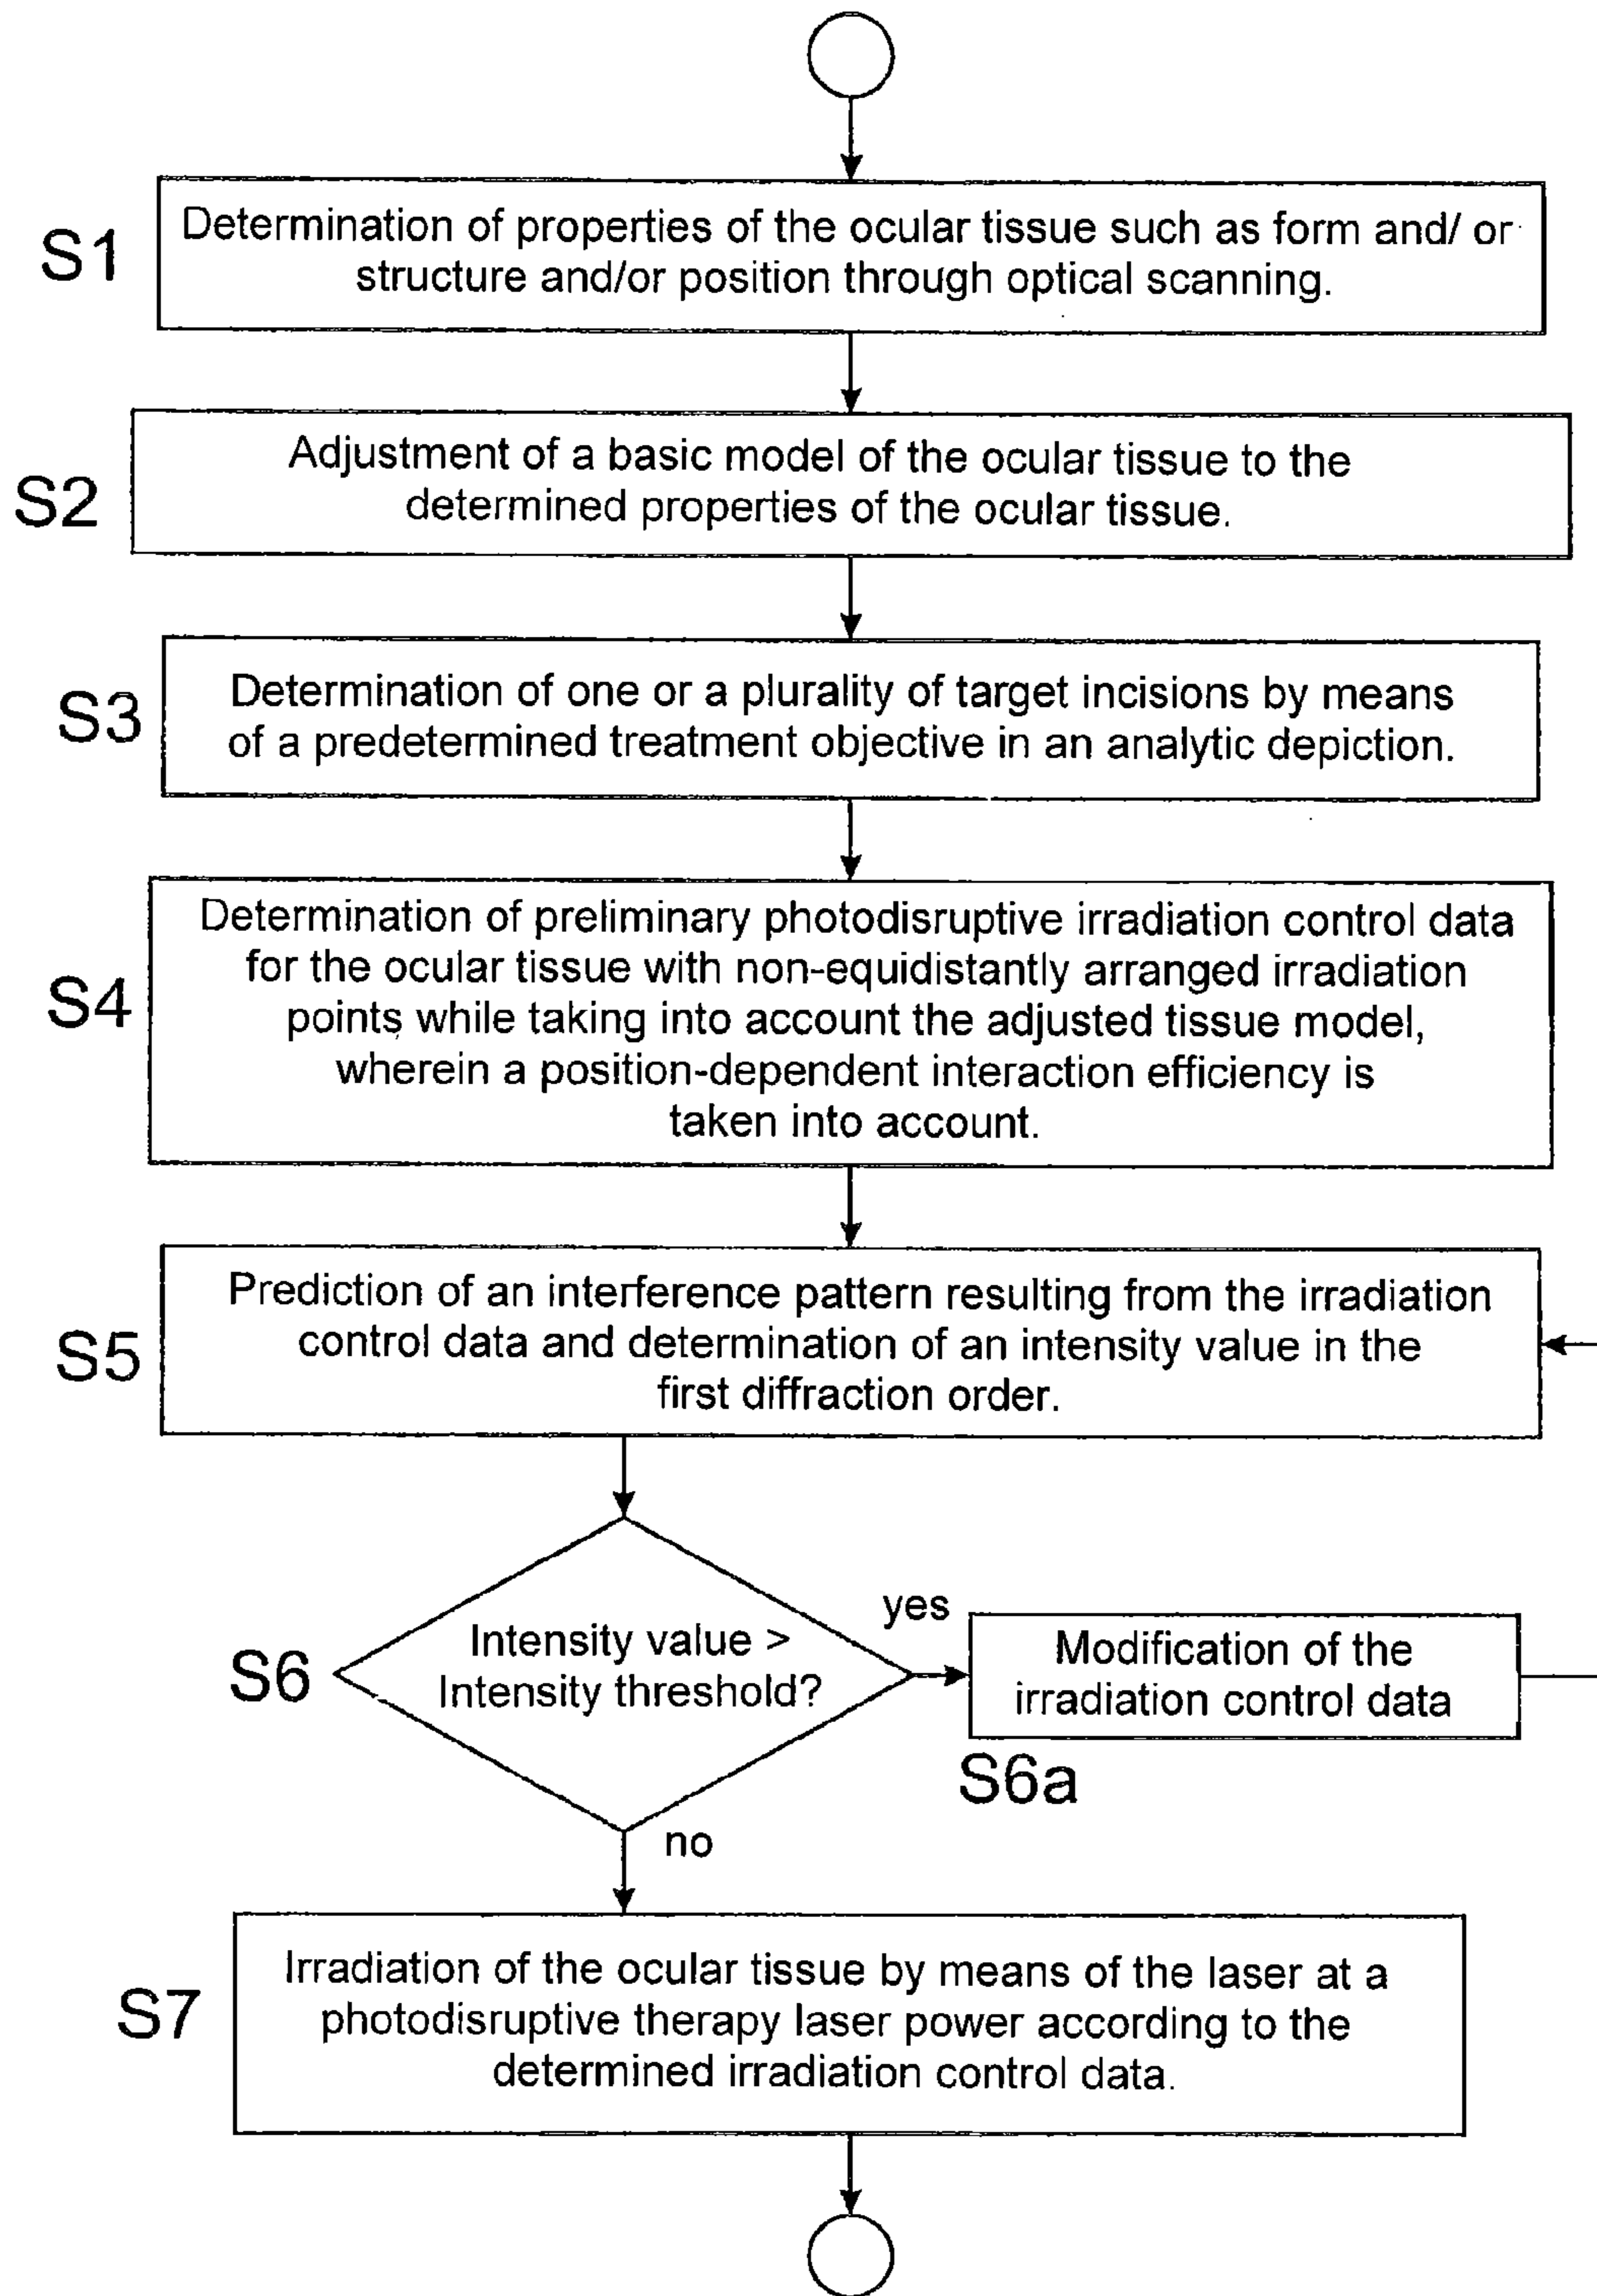 S1
Determination of properties of the ocular tissue such as form and/ or
structure and/or position through optical scanning.
S2
Adjustment of a basic model of the ocular tissue to the
determined properties of the ocular tissue.
S3
Determination of one or a plurality of target incisions by means
of a predetermined treatment objective in an analytic depiction.
S4
Determination of preliminary photodisruptive irradiation control data
for the ocular tissue with non-equidistantly arranged irradiation
points while taking into account the adjusted tissue model,
wherein a position-dependent interaction efficiency is
taken into account.
S5
Prediction of an interference pattern resulting from the irradiation
control data and determination of an intensity value in the
first diffraction order.
S6
Intensity value >
Intensity threshold?
yes
Modification of the
irradiation control data
S6a
no
S7
Irradiation of the ocular tissue by means of the laser at a
photodisruptive therapy laser power according to the
determined irradiation control data.